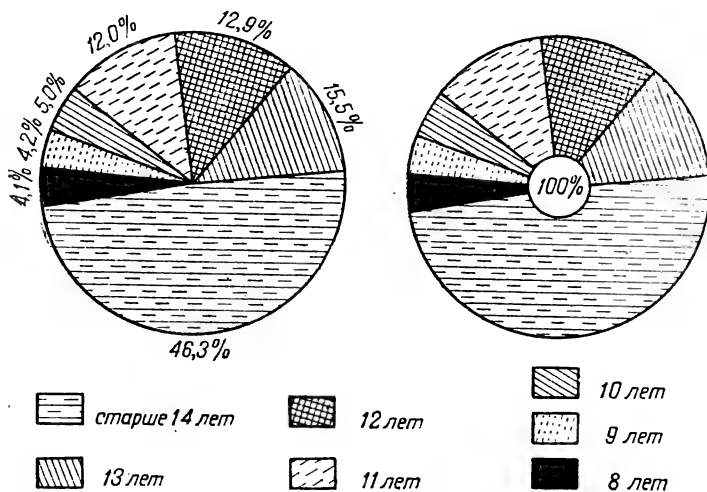 12,0%
12,9%
15,5%
5,0%
4,2%
4,1%
46,3%
100%
старше 14 лет
13 лет
12 лет
11 лет
10 лет
9 лет
8 лет